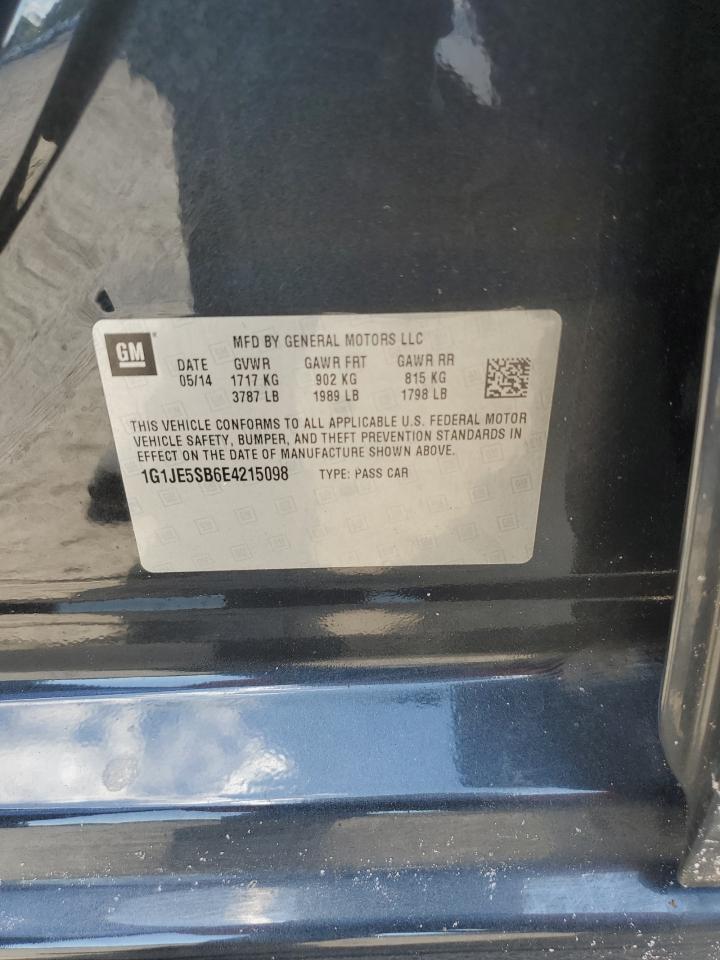 GM
MFD BY GENERAL MOTORS LLC
DATE GVWR GAWR FRT GAWR RR
05/14 1717 KG 902 KG 815 KG
3787 LB 1989 LB 1798 LB
THIS VEHICLE CONFORMS TO ALL APPLICABLE U.S. FEDERAL MOTOR
VEHICLE SAFETY, BUMPER, AND THEFT PREVENTION STANDARDS IN
EFFECT ON THE DATE OF MANUFACTURE SHOWN ABOVE.
1G1JE5SB6E4215098 TYPE: PASS CAR